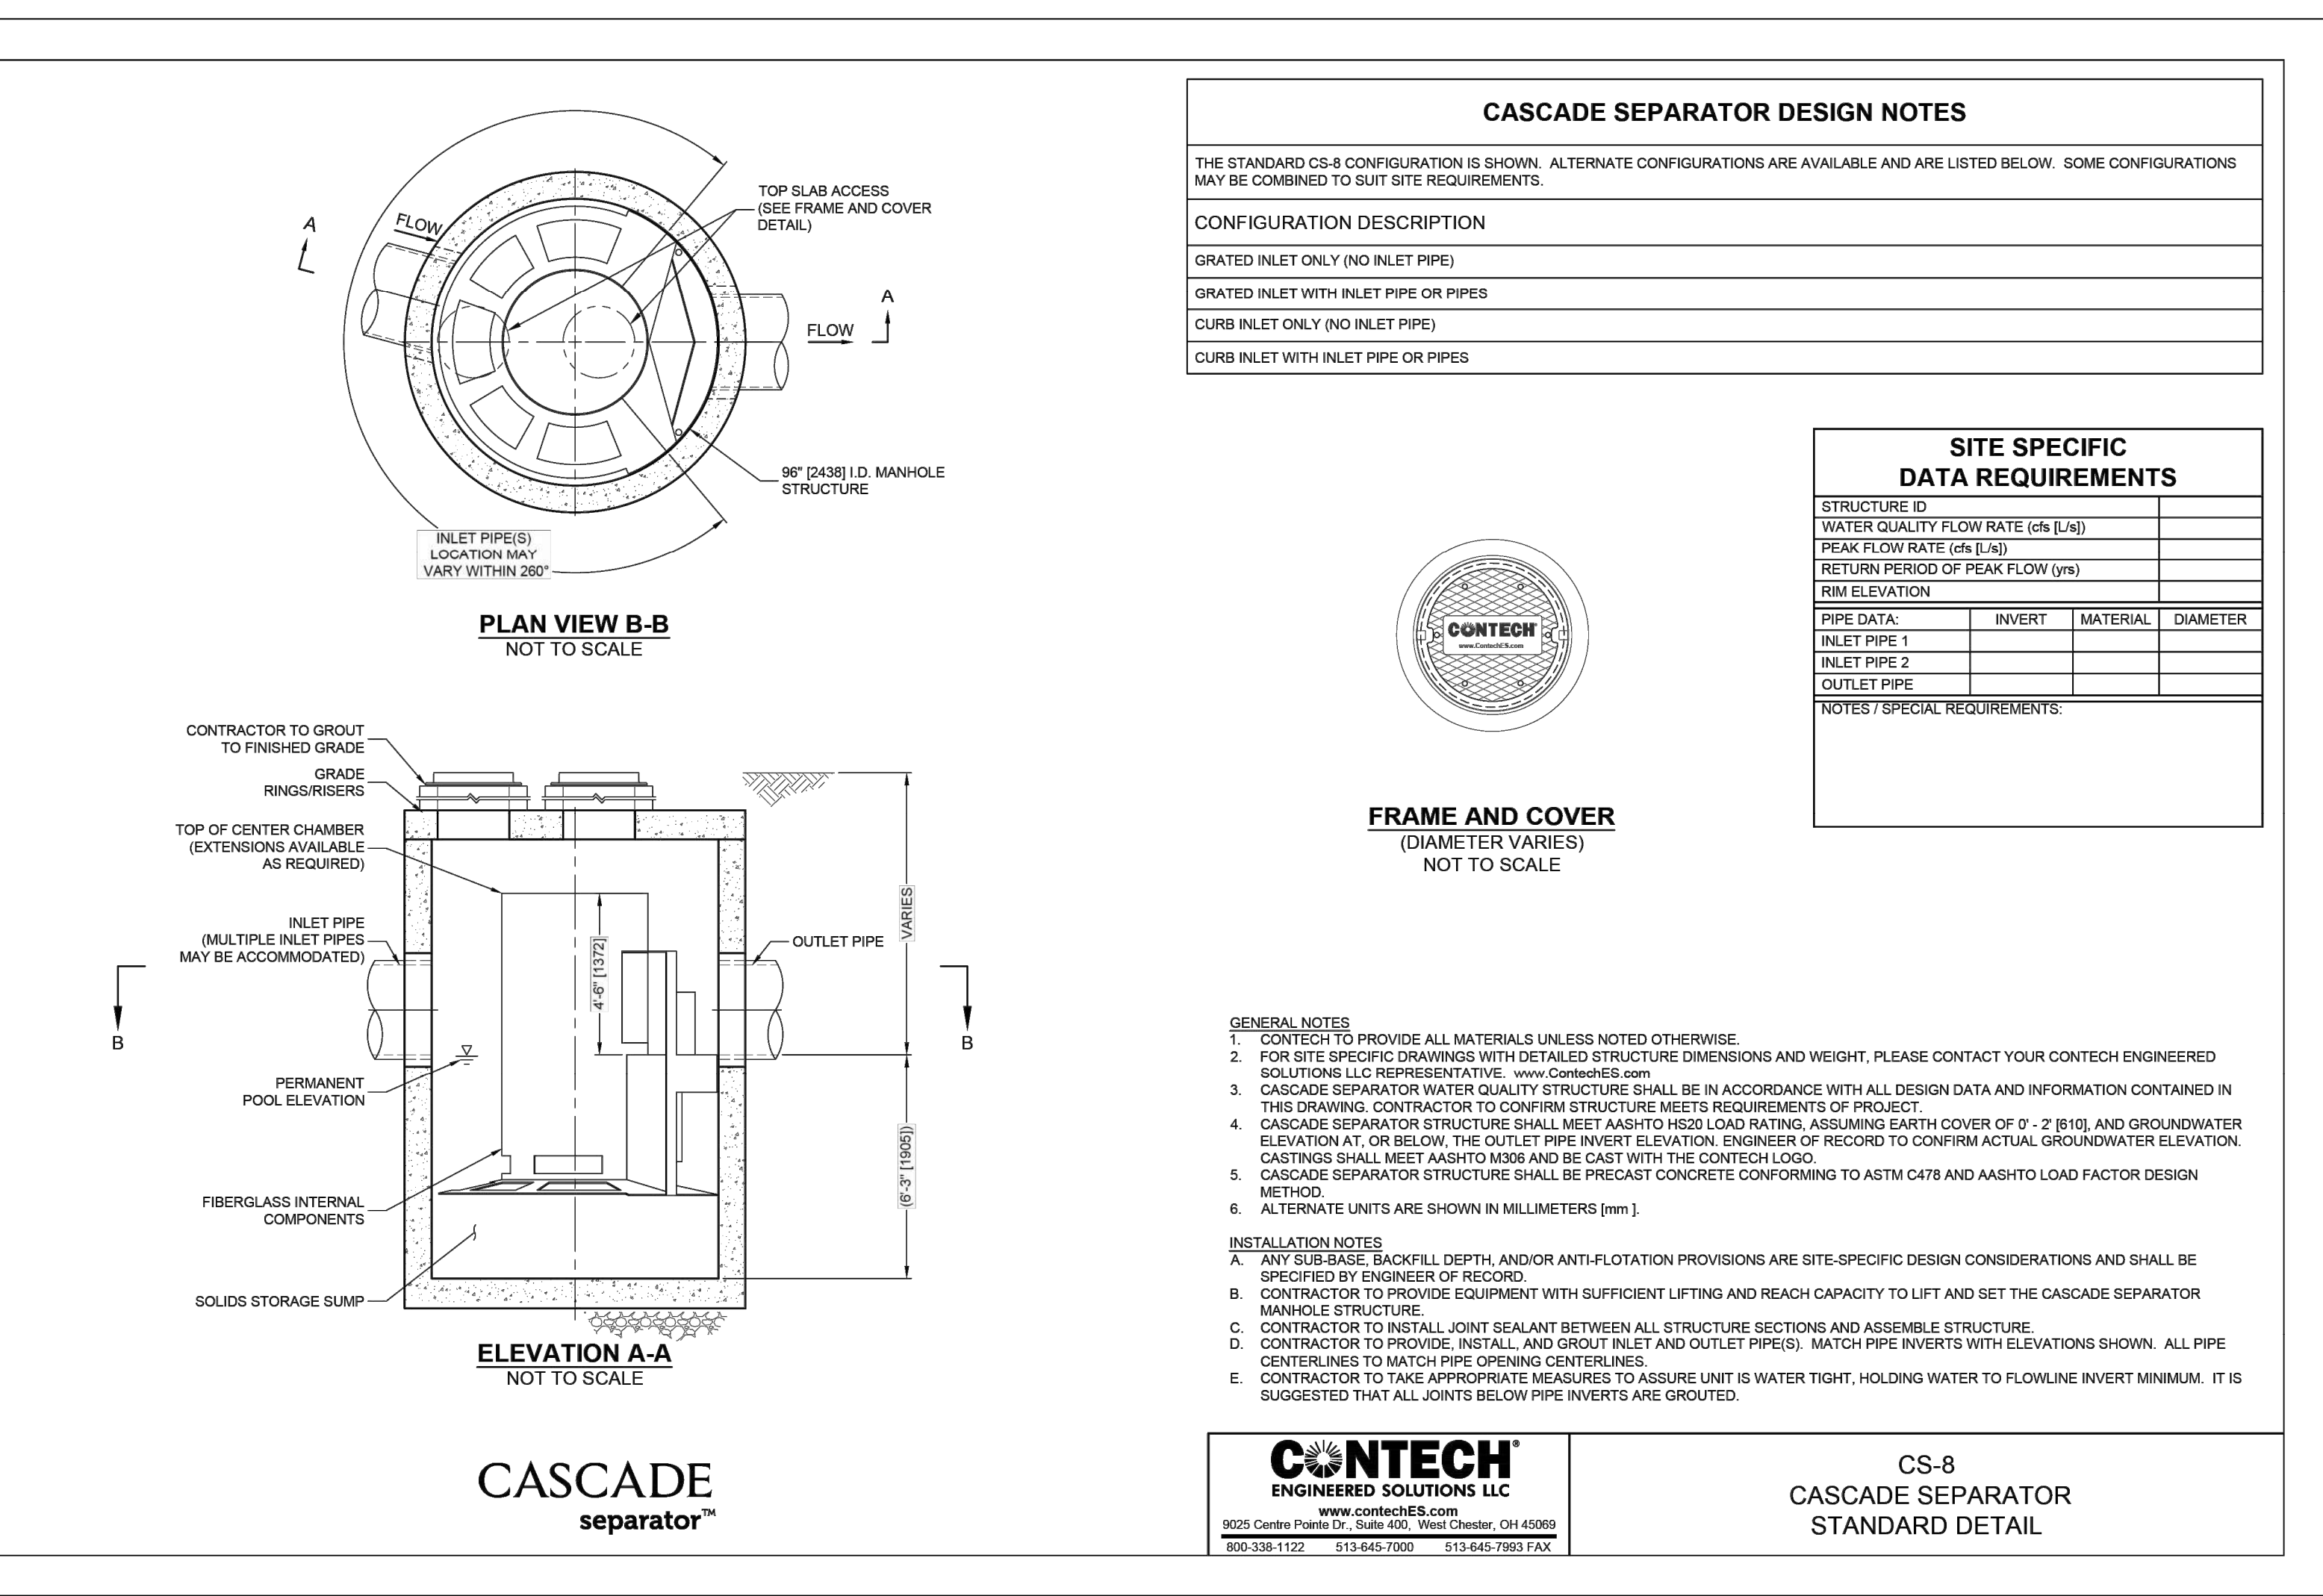 A
FLOW
TOP SLAB ACCESS
(SEE FRAME AND COVER
DETAIL)
A
FLOW
96" [2438] I.D. MANHOLE
STRUCTURE
INLET PIPE(S)
LOCATION MAY
VARY WITHIN 260°
PLAN VIEW B-B
NOT TO SCALE
CONTRACTOR TO GROUT
TO FINISHED GRADE
GRADE
RINGS/RISERS
TOP OF CENTER CHAMBER
(EXTENSIONS AVAILABLE
AS REQUIRED)
INLET PIPE
(MULTIPLE INLET PIPES
MAY BE ACCOMMODATED)
B
PERMANENT
POOL ELEVATION
FIBERGLASS INTERNAL
COMPONENTS
SOLIDS STORAGE SUMP
4'-6" [1372]
OUTLET PIPE
VARIES
B
(6'-3" [1905])
ELEVATION A-A
NOT TO SCALE
CASCADE
separator™
CASCADE SEPARATOR DESIGN NOTES
THE STANDARD CS-8 CONFIGURATION IS SHOWN. ALTERNATE CONFIGURATIONS ARE AVAILABLE AND ARE LISTED BELOW. SOME CONFIGURATIONS
MAY BE COMBINED TO SUIT SITE REQUIREMENTS.
CONFIGURATION DESCRIPTION
GRATED INLET ONLY (NO INLET PIPE)
GRATED INLET WITH INLET PIPE OR PIPES
CURB INLET ONLY (NO INLET PIPE)
CURB INLET WITH INLET PIPE OR PIPES
CONTECH®
www.ContechES.com
FRAME AND COVER
(DIAMETER VARIES)
NOT TO SCALE
SITE SPECIFIC
DATA REQUIREMENTS
STRUCTURE ID
WATER QUALITY FLOW RATE (cfs [L/s])
PEAK FLOW RATE (cfs [L/s])
RETURN PERIOD OF PEAK FLOW (yrs)
RIM ELEVATION
PIPE DATA: INVERT MATERIAL DIAMETER
INLET PIPE 1
INLET PIPE 2
OUTLET PIPE
NOTES / SPECIAL REQUIREMENTS:
GENERAL NOTES
1. CONTECH TO PROVIDE ALL MATERIALS UNLESS NOTED OTHERWISE.
2. FOR SITE SPECIFIC DRAWINGS WITH DETAILED STRUCTURE DIMENSIONS AND WEIGHT, PLEASE CONTACT YOUR CONTECH ENGINEERED
SOLUTIONS LLC REPRESENTATIVE. www.ContechES.com
3. CASCADE SEPARATOR WATER QUALITY STRUCTURE SHALL BE IN ACCORDANCE WITH ALL DESIGN DATA AND INFORMATION CONTAINED IN
THIS DRAWING. CONTRACTOR TO CONFIRM STRUCTURE MEETS REQUIREMENTS OF PROJECT.
4. CASCADE SEPARATOR STRUCTURE SHALL MEET AASHTO HS20 LOAD RATING, ASSUMING EARTH COVER OF 0' - 2' [610], AND GROUNDWATER
ELEVATION AT, OR BELOW, THE OUTLET PIPE INVERT ELEVATION. ENGINEER OF RECORD TO CONFIRM ACTUAL GROUNDWATER ELEVATION.
CASTINGS SHALL MEET AASHTO M306 AND BE CAST WITH THE CONTECH LOGO.
5. CASCADE SEPARATOR STRUCTURE SHALL BE PRECAST CONCRETE CONFORMING TO ASTM C478 AND AASHTO LOAD FACTOR DESIGN
METHOD.
6. ALTERNATE UNITS ARE SHOWN IN MILLIMETERS [mm ].
INSTALLATION NOTES
A. ANY SUB-BASE, BACKFILL DEPTH, AND/OR ANTI-FLOTATION PROVISIONS ARE SITE-SPECIFIC DESIGN CONSIDERATIONS AND SHALL BE
SPECIFIED BY ENGINEER OF RECORD.
B. CONTRACTOR TO PROVIDE EQUIPMENT WITH SUFFICIENT LIFTING AND REACH CAPACITY TO LIFT AND SET THE CASCADE SEPARATOR
MANHOLE STRUCTURE.
C. CONTRACTOR TO INSTALL JOINT SEALANT BETWEEN ALL STRUCTURE SECTIONS AND ASSEMBLE STRUCTURE.
D. CONTRACTOR TO PROVIDE, INSTALL, AND GROUT INLET AND OUTLET PIPE(S). MATCH PIPE INVERTS WITH ELEVATIONS SHOWN. ALL PIPE
CENTERLINES TO MATCH PIPE OPENING CENTERLINES.
E. CONTRACTOR TO TAKE APPROPRIATE MEASURES TO ASSURE UNIT IS WATER TIGHT, HOLDING WATER TO FLOWLINE INVERT MINIMUM. IT IS
SUGGESTED THAT ALL JOINTS BELOW PIPE INVERTS ARE GROUTED.
CONTECH®
ENGINEERED SOLUTIONS LLC
www.contechES.com
9025 Centre Pointe Dr., Suite 400, West Chester, OH 45069
800-338-1122 513-645-7000 513-645-7993 FAX
CS-8
CASCADE SEPARATOR
STANDARD DETAIL